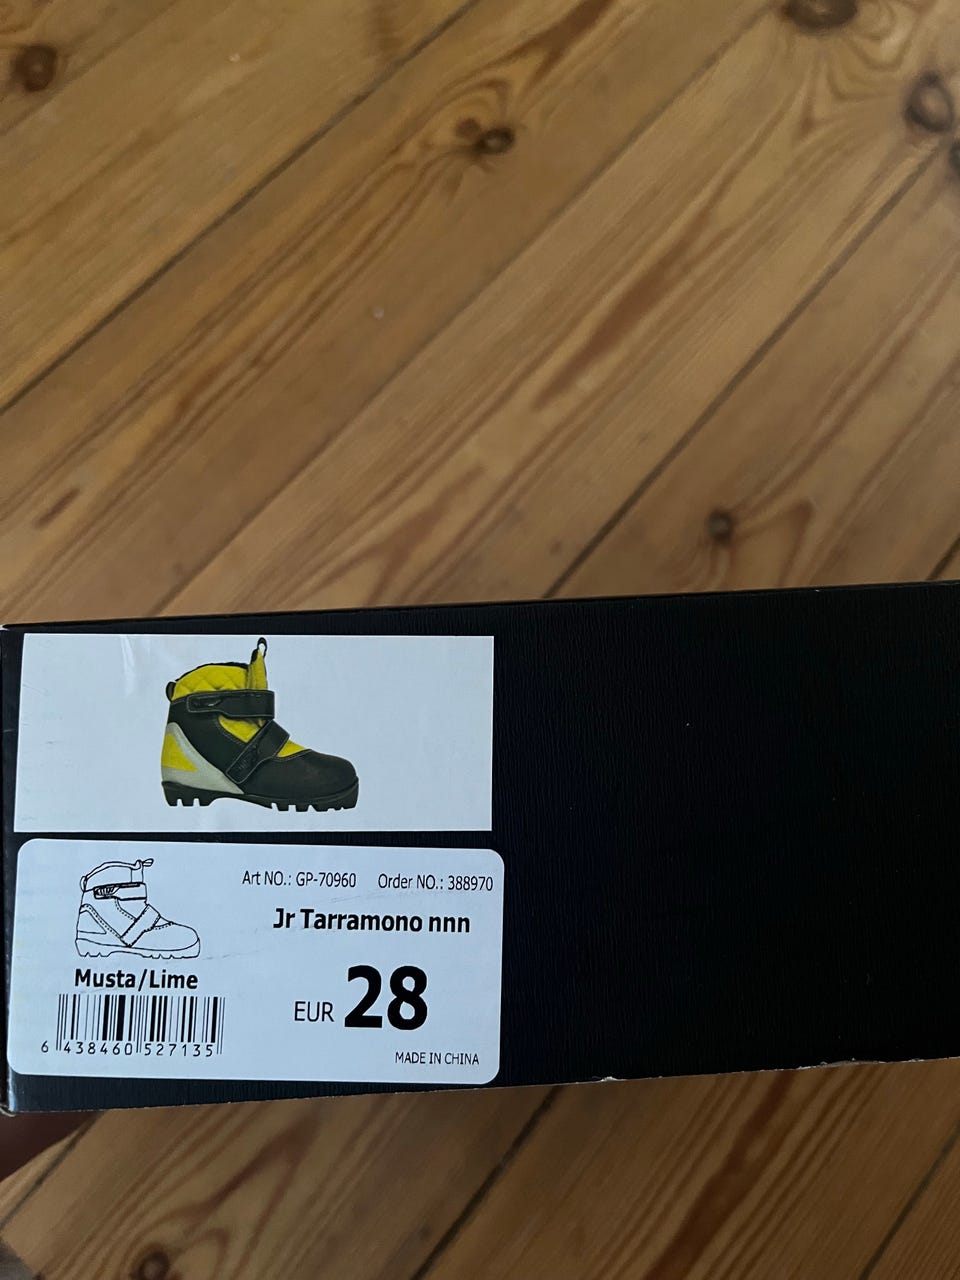 Art NO.: GP-70960 Order NO.: 388970
Jr Tarramono nnn
Musta/Lime
EUR 28
6 438460 527135
MADE IN CHINA